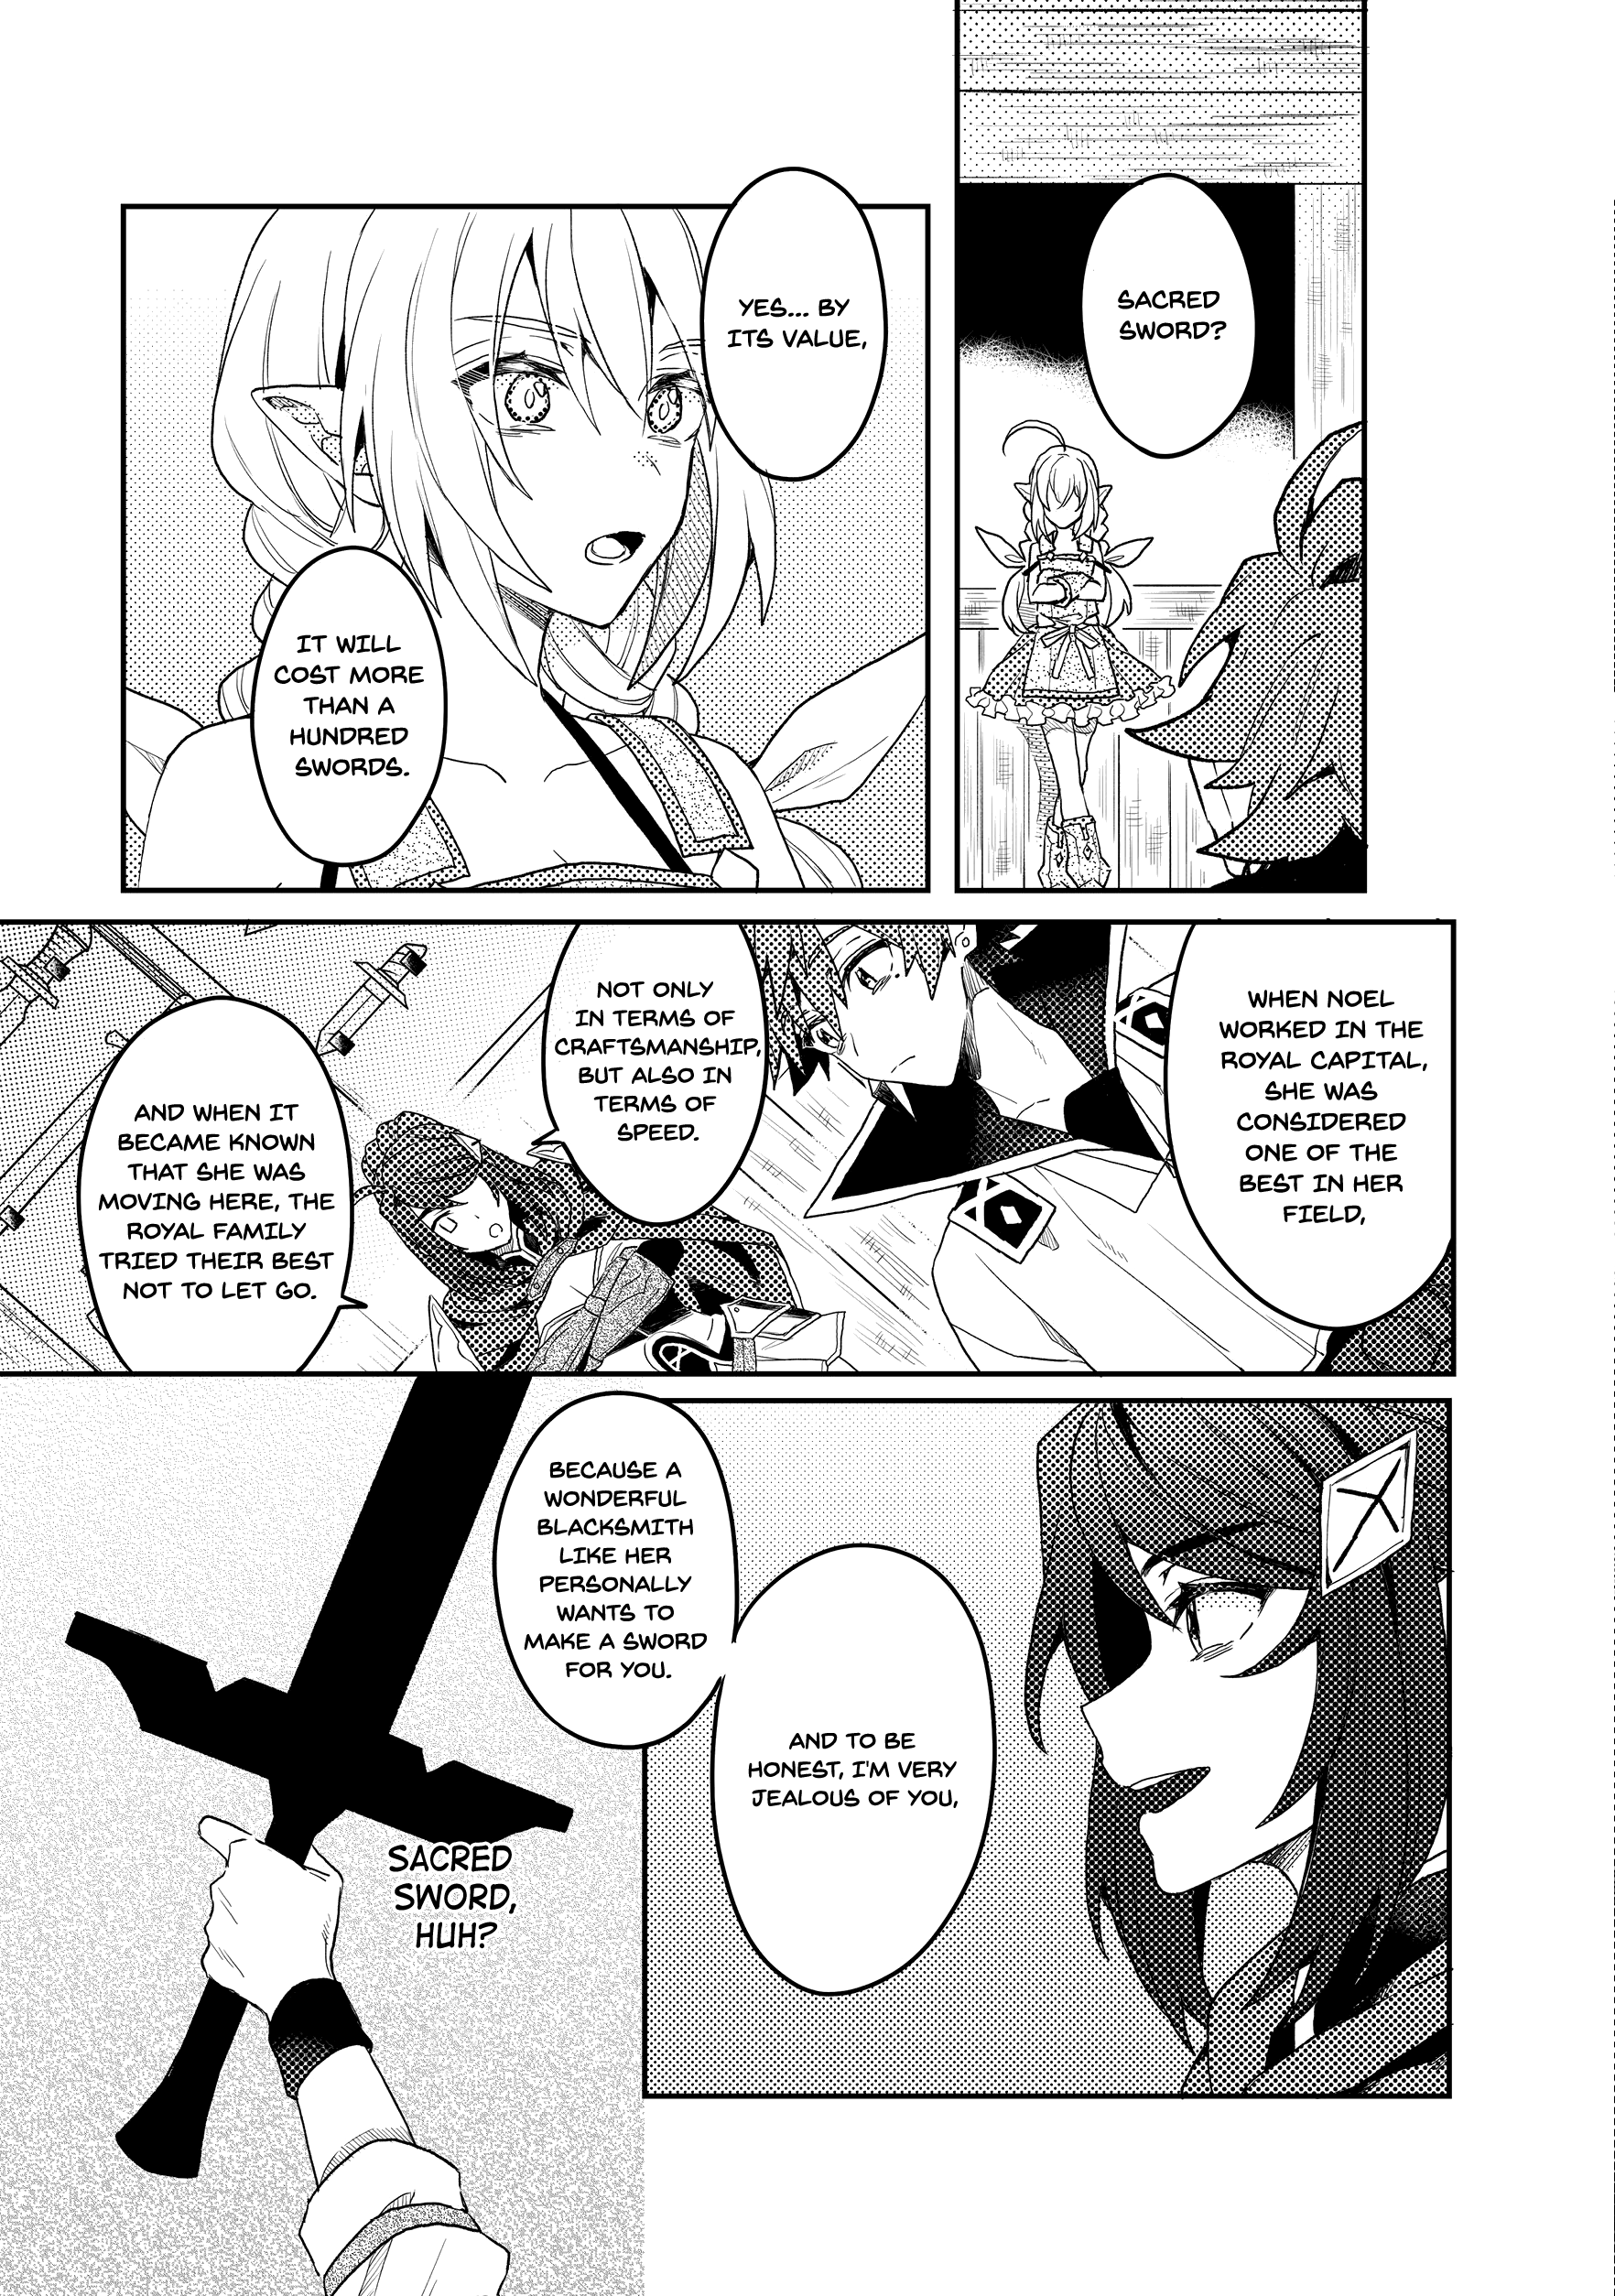 SACRED
SWORD?
YES... BY
ITS VALUE,
IT WILL
COST MORE
THAN A
HUNDRED
SWORDS.
WHEN NOEL
WORKED IN THE
ROYAL CAPITAL,
SHE WAS
CONSIDERED
ONE OF THE
BEST IN HER
FIELD,
NOT ONLY
IN TERMS OF
CRAFTSMANSHIP,
BUT ALSO IN
TERMS OF
SPEED.
AND WHEN IT
BECAME KNOWN
THAT SHE WAS
MOVING HERE, THE
ROYAL FAMILY
TRIED THEIR BEST
NOT TO LET GO.
AND TO BE
HONEST, I'M VERY
JEALOUS OF YOU,
BECAUSE A
WONDERFUL
BLACKSMITH
LIKE HER
PERSONALLY
WANTS TO
MAKE A SWORD
FOR YOU.
SACRED
SWORD,
HUH?